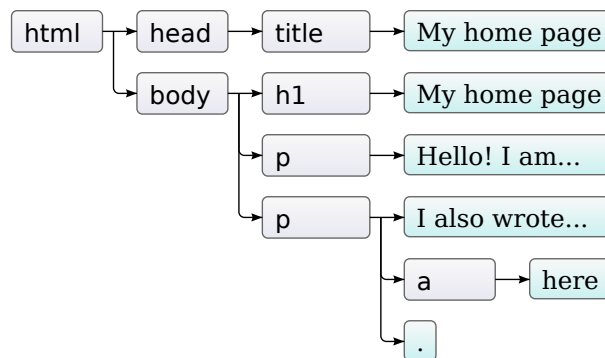 html head title My home page
body h1 My home page
p Hello! I am...
p I also wrote...
a here
.